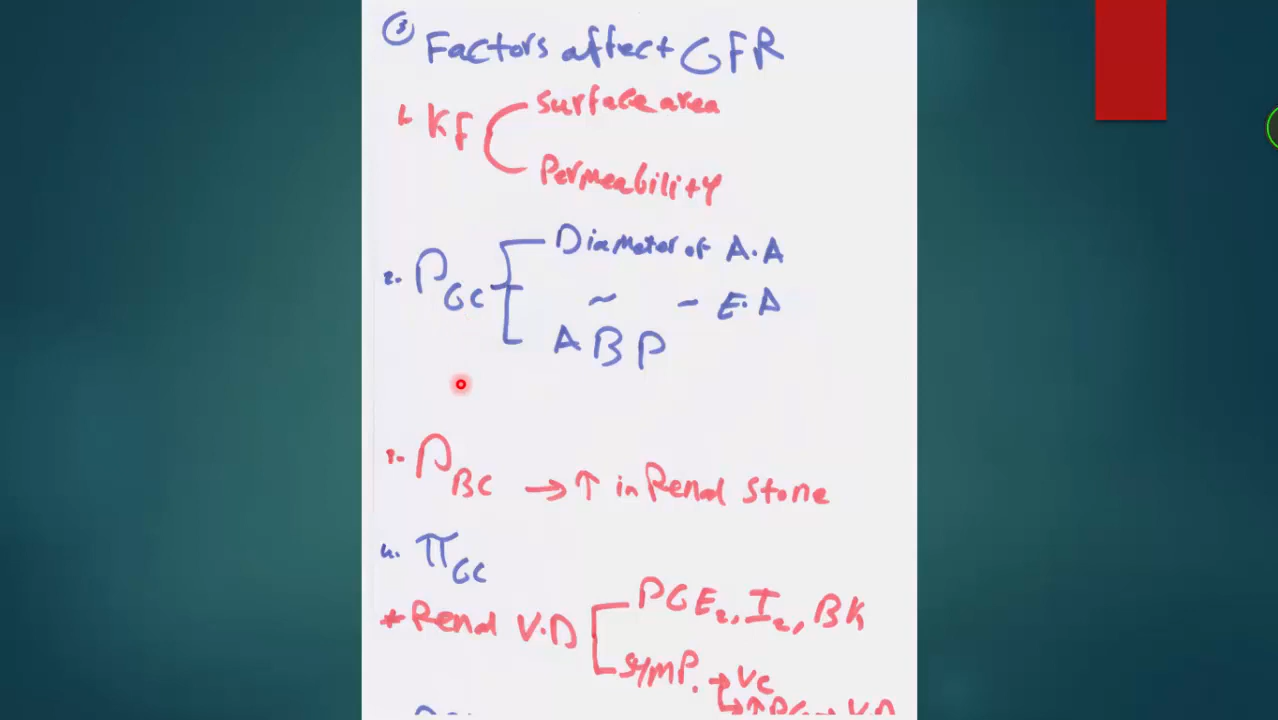 3 Factors affect GFR
1. KF
Surface area
Permeability
2. PGC
Diameter of A.A
~ - E.A
ABP
3. PBC → ↑ in Renal Stone
4. πGC
* Renal V.D
PGE2, I2, BK
SYMP. → VC